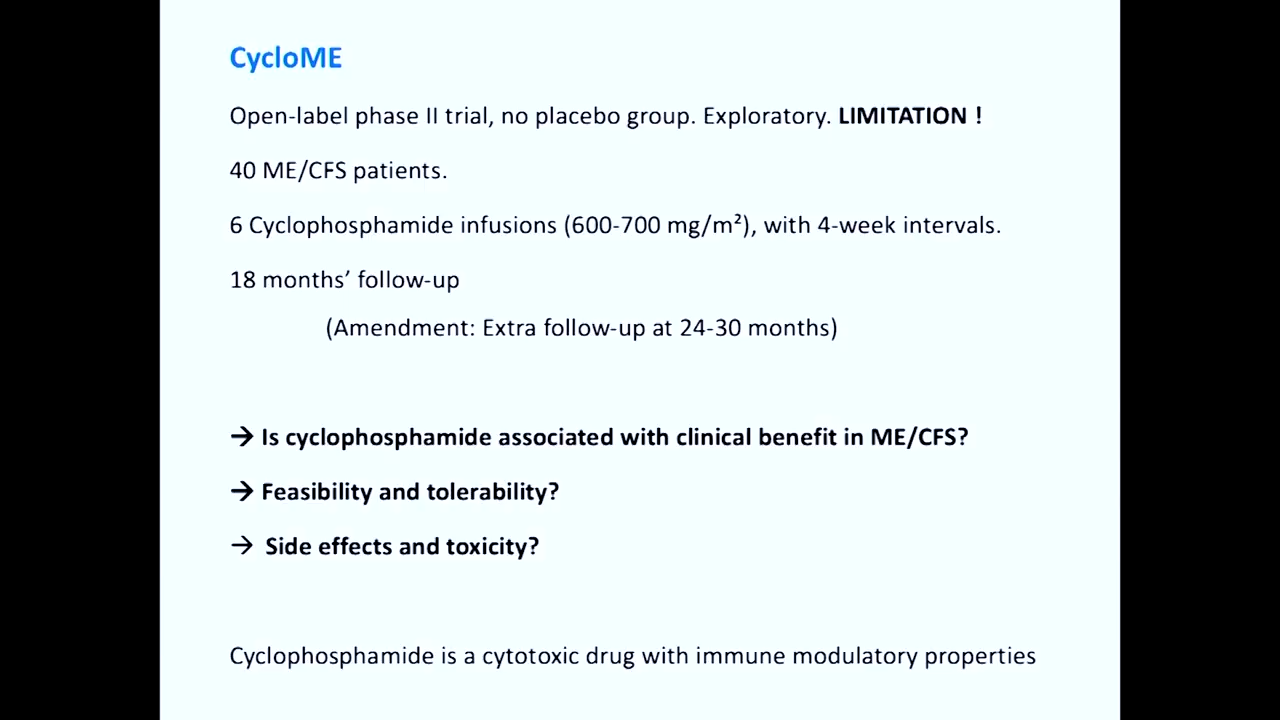 CycloME
Open-label phase II trial, no placebo group. Exploratory. LIMITATION !
40 ME/CFS patients.
6 Cyclophosphamide infusions (600-700 mg/m²), with 4-week intervals.
18 months’ follow-up
(Amendment: Extra follow-up at 24-30 months)
→ Is cyclophosphamide associated with clinical benefit in ME/CFS?
→ Feasibility and tolerability?
→ Side effects and toxicity?
Cyclophosphamide is a cytotoxic drug with immune modulatory properties